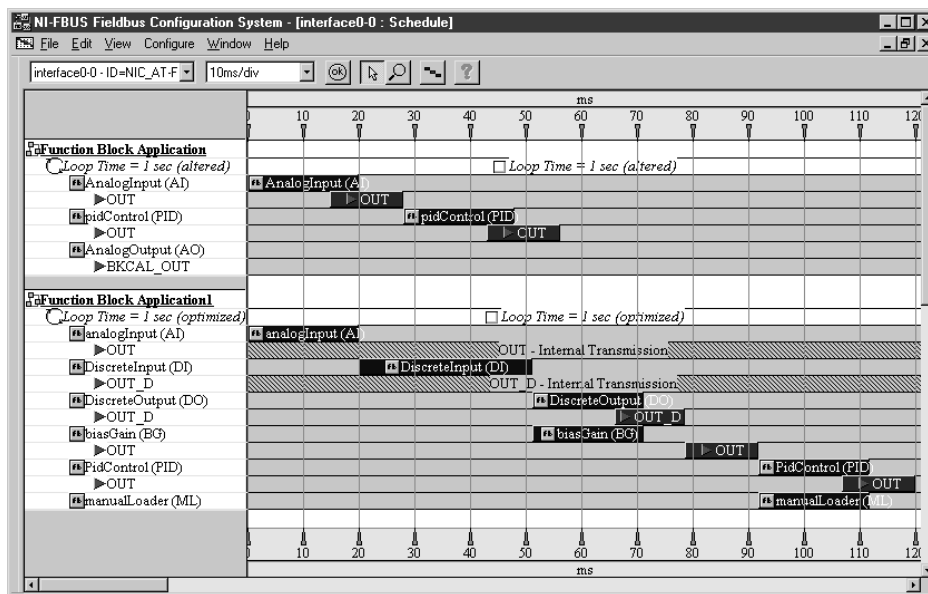 NI-FBUS Fieldbus Configuration System - [interface0-0 : Schedule]
File Edit View Configure Window Help
interface0-0 - ID=NIC_AT-F 10ms/div ok ?
ms
10 20 30 40 50 60 70 80 90 100 110 120
Function Block Application
Loop Time = 1 sec (altered) Loop Time = 1 sec (altered)
AnalogInput (AI) AnalogInput (AI)
OUT OUT
pidControl (PID) pidControl (PID)
OUT OUT
AnalogOutput (AO)
BKCAL_OUT
Function Block Application1
Loop Time = 1 sec (optimized) Loop Time = 1 sec (optimized)
analogInput (AI) analogInput (AI)
OUT OUT - Internal Transmission
DiscreteInput (DI) DiscreteInput (DI)
OUT_D OUT_D - Internal Transmission
DiscreteOutput (DO) DiscreteOutput (DO)
OUT_D OUT_D
biasGain (BG) biasGain (BG)
OUT OUT
PidControl (PID) PidControl (PID)
OUT OUT
manualLoader (ML) manualLoader (ML)
10 20 30 40 50 60 70 80 90 100 110 120
ms